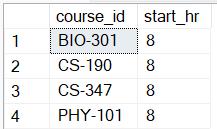 course_id start_hr
1 BIO-301 8
2 CS-190 8
3 CS-347 8
4 PHY-101 8